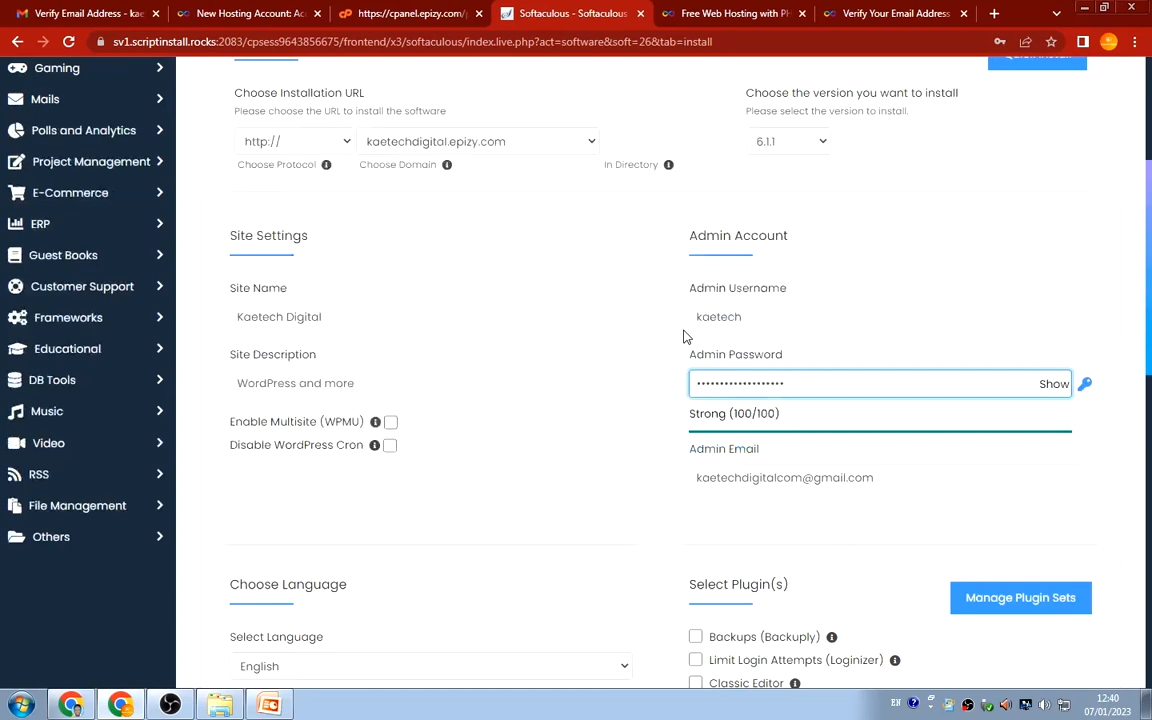 Verify Email Address - kae
New Hosting Account: Ac
https://cpanel.epizy.com/
Softaculous - Softaculous
Free Web Hosting with PH
Verify Your Email Address
sv1.scriptinstall.rocks:2083/cpsess9643856675/frontend/x3/softaculous/index.live.php?act=software&soft=26&tab=install
Gaming
Mails
Polls and Analytics
Project Management
E-Commerce
ERP
Guest Books
Customer Support
Frameworks
Educational
DB Tools
Music
Video
RSS
File Management
Others
Choose Installation URL
Please choose the URL to install the software
http://
kaetechdigital.epizy.com
Choose Protocol
Choose Domain
In Directory
Choose the version you want to install
Please select the version to install.
6.1.1
Site Settings
Site Name
Kaetech Digital
Site Description
WordPress and more
Enable Multisite (WPMU)
Disable WordPress Cron
Admin Account
Admin Username
kaetech
Admin Password
Show
Strong (100/100)
Admin Email
kaetechdigitalcom@gmail.com
Choose Language
Select Language
English
Select Plugin(s)
Manage Plugin Sets
Backups (Backuply)
Limit Login Attempts (Loginizer)
Classic Editor
EN
12:40
07/01/2023